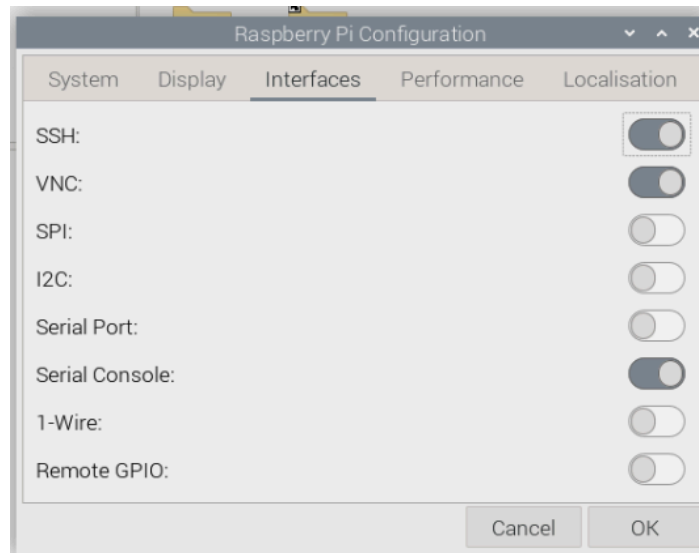 Raspberry Pi Configuration
System Display Interfaces Performance Localisation
SSH:
VNC:
SPI:
I2C:
Serial Port:
Serial Console:
1-Wire:
Remote GPIO:
Cancel OK